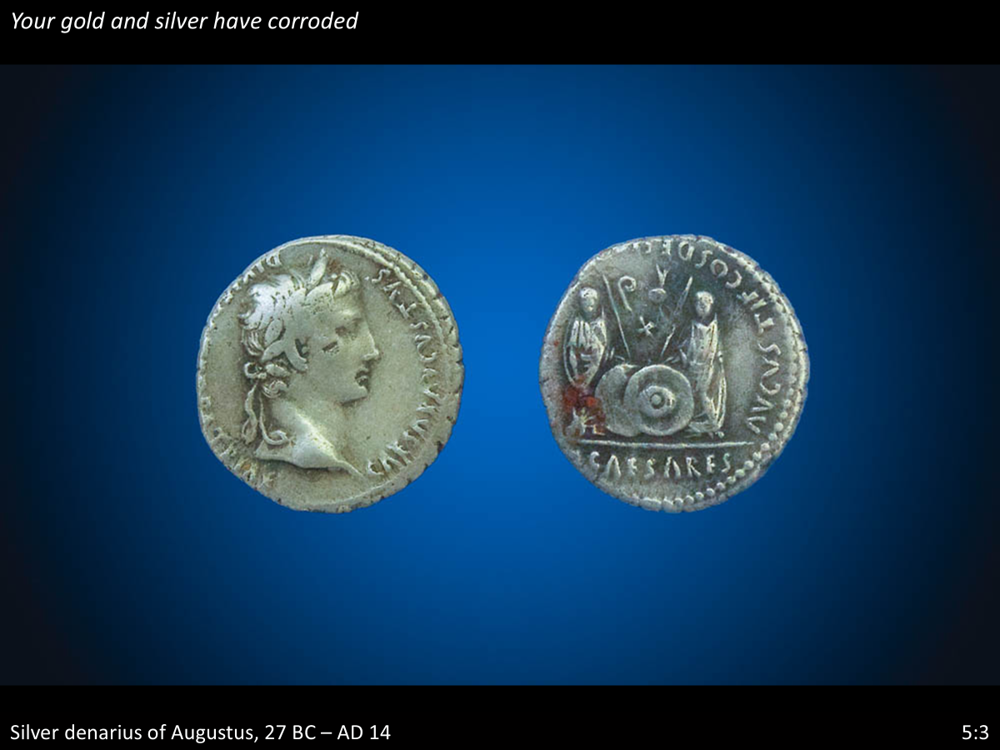 Your gold and silver have corroded
CAESARES
Silver denarius of Augustus, 27 BC – AD 14
5:3